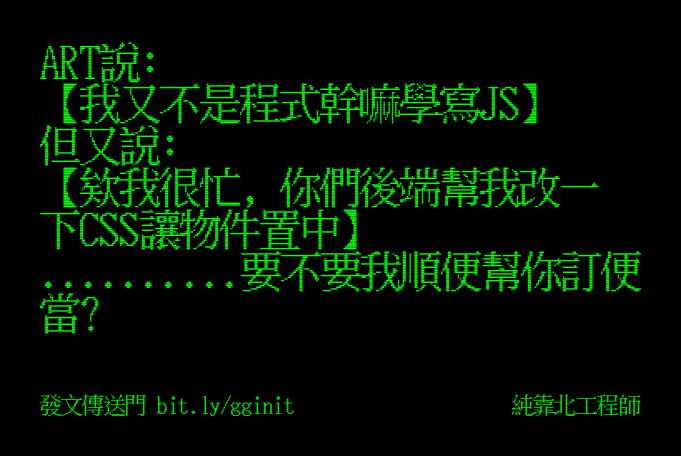 ART說:
【我又不是程式幹嘛學寫JS】
但又說:
【欸我很忙, 你們後端幫我改一
下CSS讓物件置中】
..........要不要我順便幫你訂便
當?
發文傳送門 bit.ly/gginit
純靠北工程師